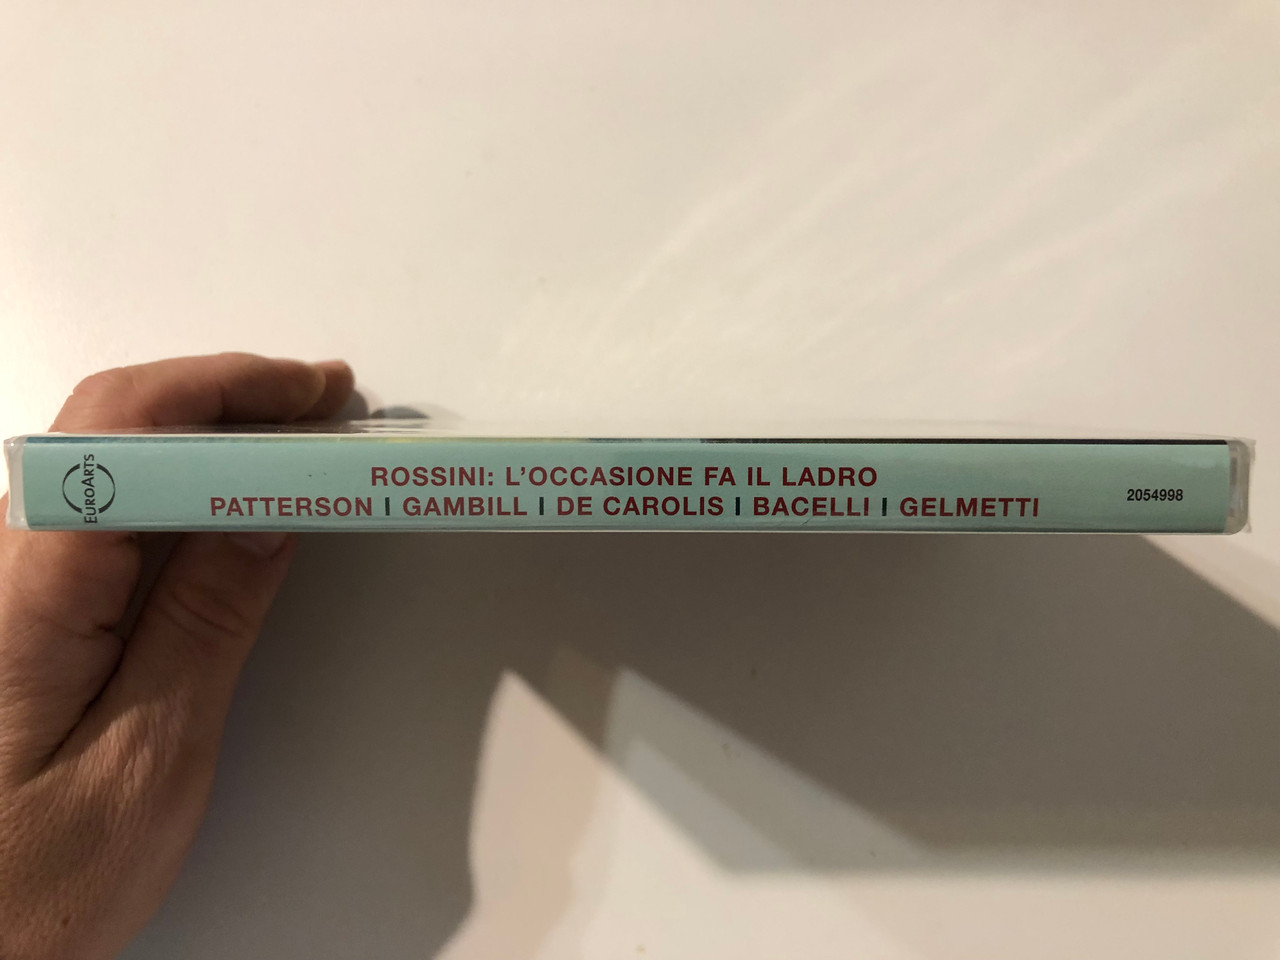 EUROARTS
ROSSINI: L'OCCASIONE FA IL LADRO
PATTERSON | GAMBILL | DE CAROLIS | BACELLI | GELMETTI
2054998